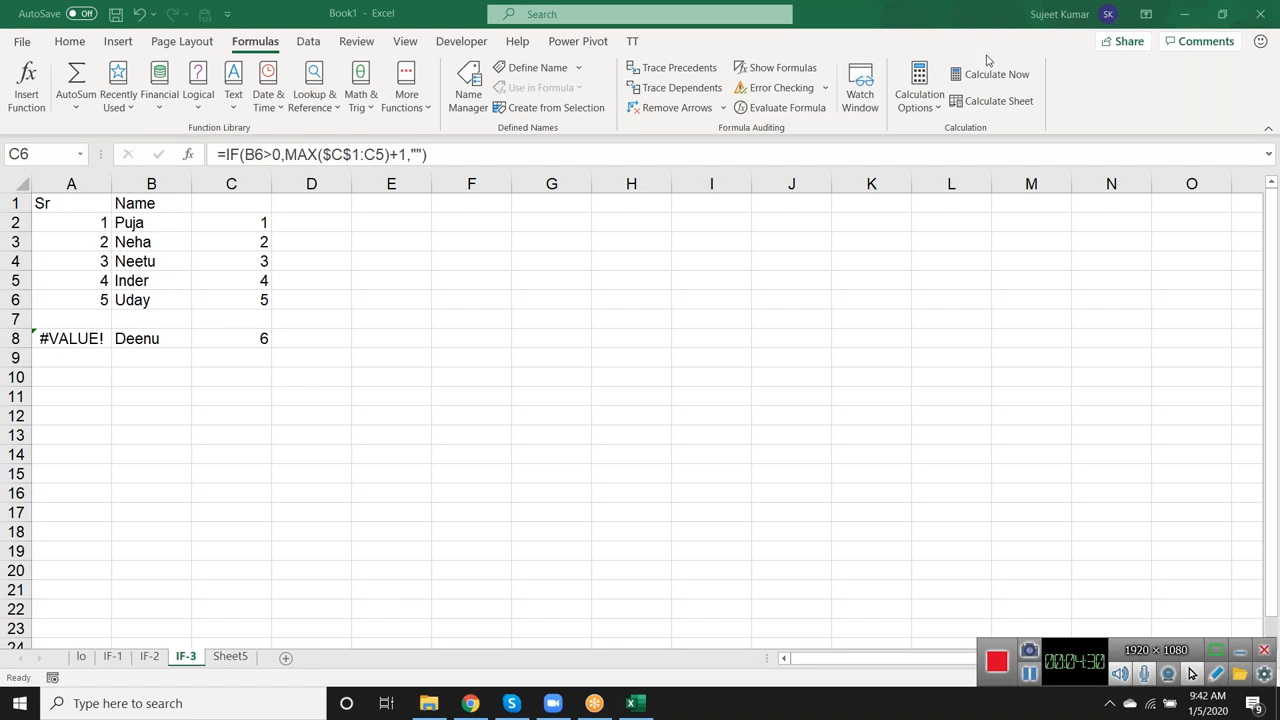 AutoSave Off Book1 - Excel Search Sujeet Kumar SK
File Home Insert Page Layout Formulas Data Review View Developer Help Power Pivot TT Share Comments
Insert Function AutoSum Recently Used Financial Logical Text Date & Time Lookup & Reference Math & Trig More Functions
Function Library
Name Manager Define Name Use in Formula Create from Selection
Defined Names
Trace Precedents Show Formulas
Trace Dependents Error Checking
Remove Arrows Evaluate Formula
Watch Window
Formula Auditing
Calculation Options Calculate Now Calculate Sheet
Calculation
C6 fx =IF(B6>0,MAX($C$1:C5)+1,"")
A B C D E F G H I J K L M N O
1 Sr Name
2 1 Puja 1
3 2 Neha 2
4 3 Neetu 3
5 4 Inder 4
6 5 Uday 5
7
8 #VALUE! Deenu 6
9
10
11
12
13
14
15
16
17
18
19
20
21
22
23
24
lo IF-1 IF-2 IF-3 Sheet5
Ready
00:04:30 1920 × 1080
Type here to search
9:42 AM
1/5/2020